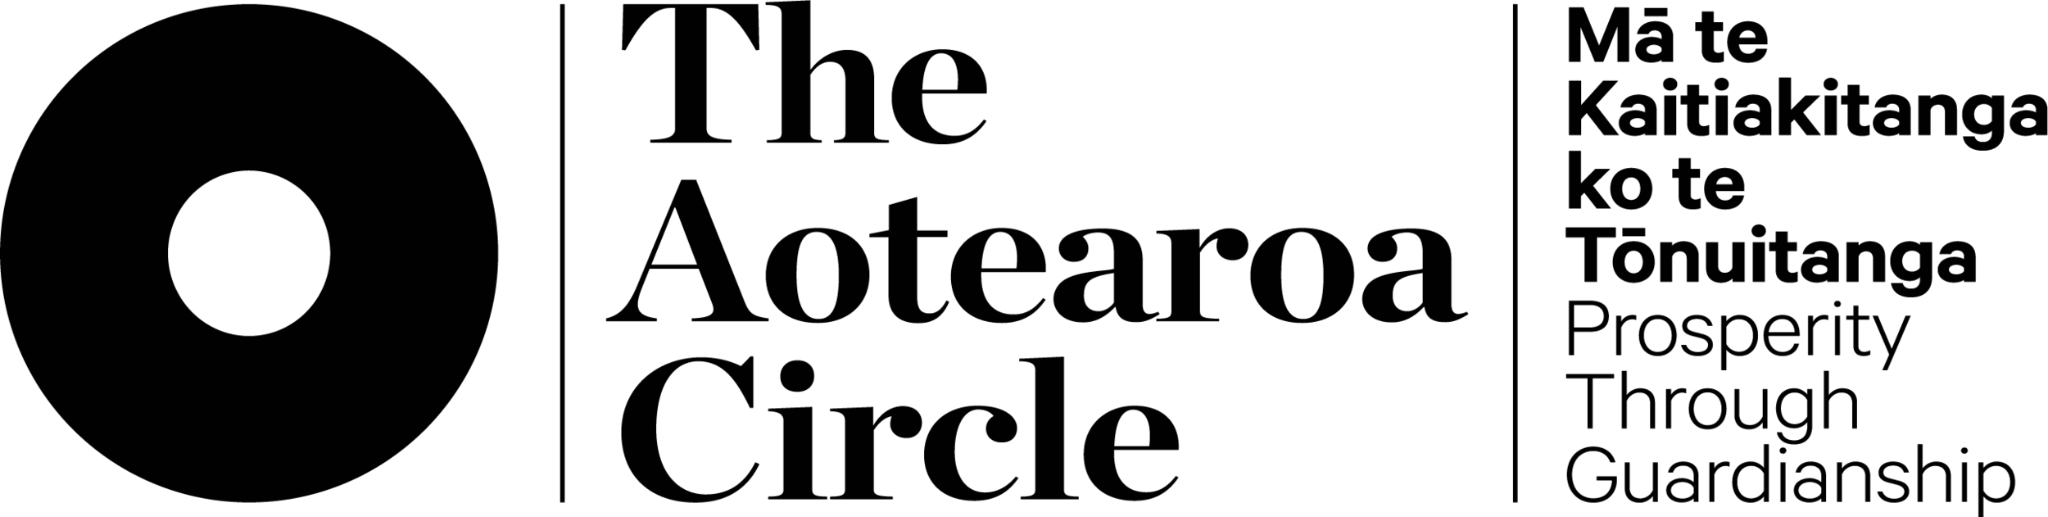 The
Aotearoa
Circle
Mā te
Kaitiakitanga
ko te
Tōnuitanga
Prosperity
Through
Guardianship